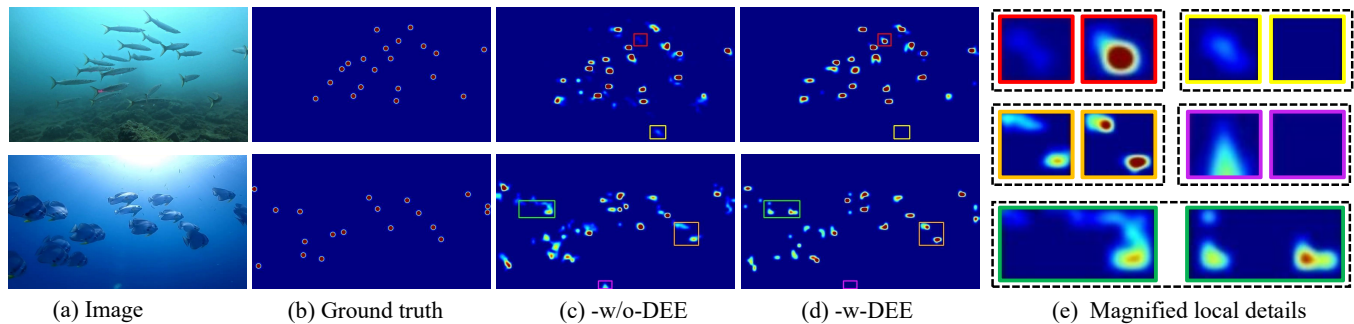 (a) Image
(b) Ground truth
(c) -w/o-DEE
(d) -w-DEE
(e) Magnified local details